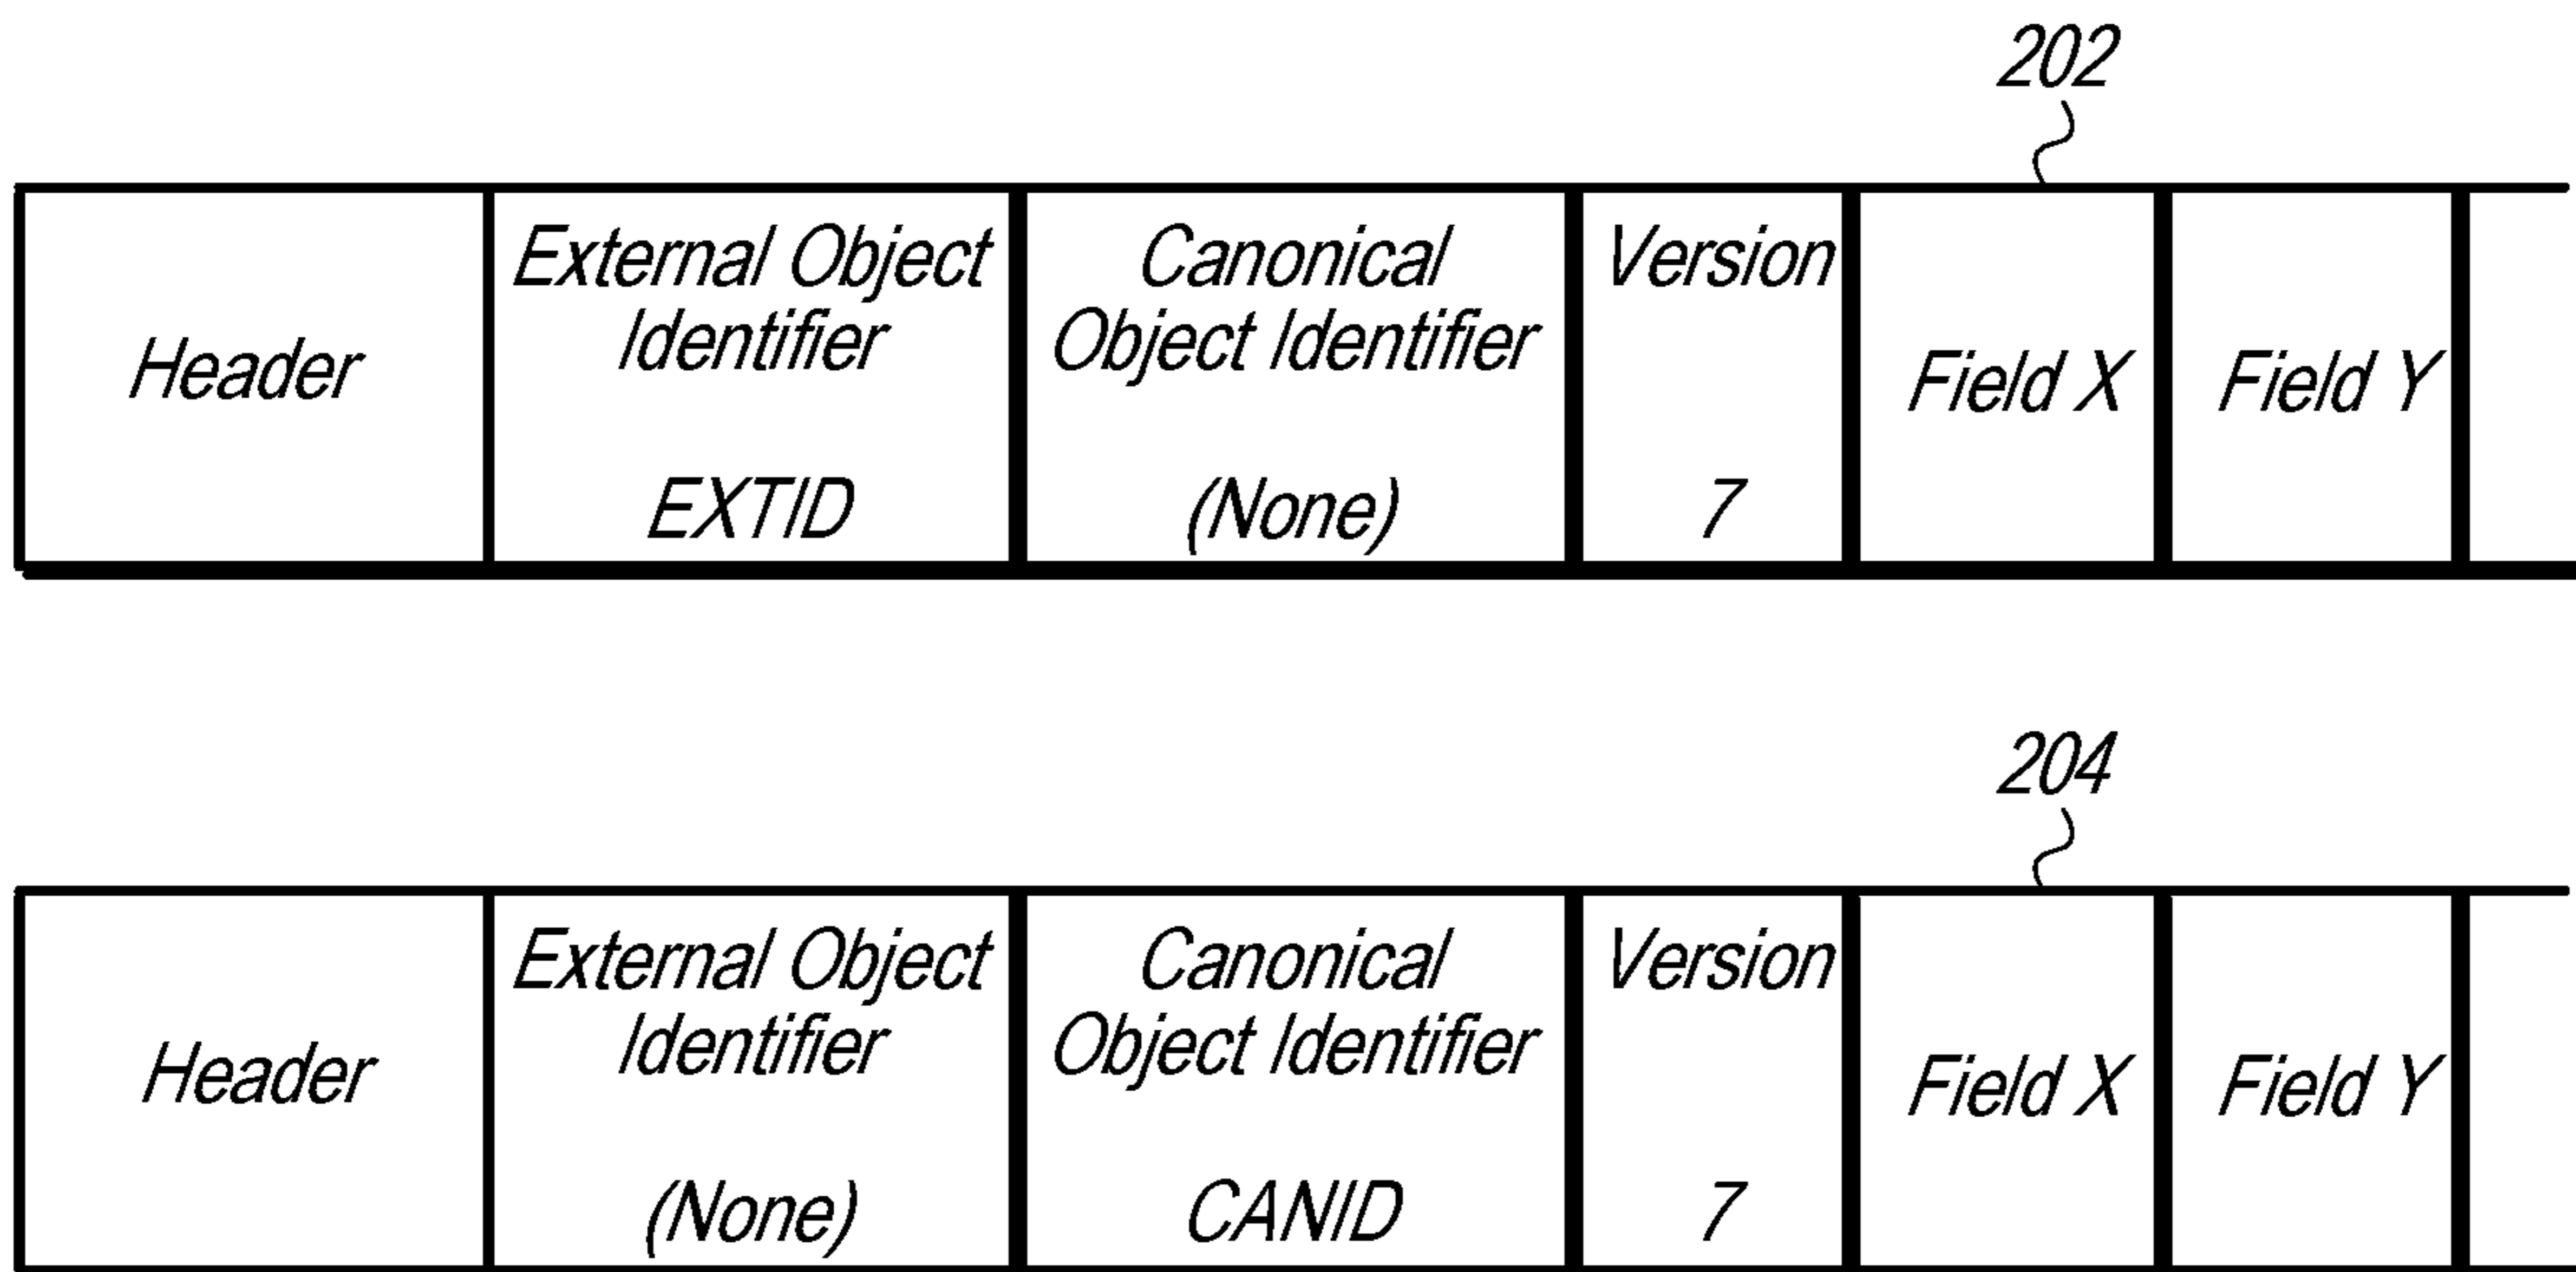 202
Header
External Object
Identifier
EXTID
Canonical
Object Identifier
(None)
Version
7
Field X
Field Y
204
Header
External Object
Identifier
(None)
Canonical
Object Identifier
CANID
Version
7
Field X
Field Y